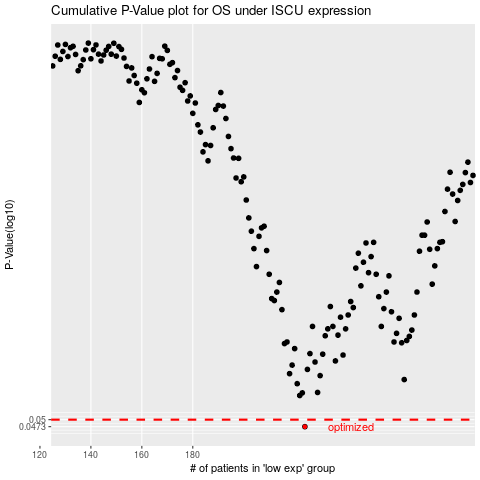 Cumulative P-Value plot for OS under ISCU expression
P-Value(log10)
0.05
0.0473
optimized
120 140 160 180
# of patients in 'low exp' group